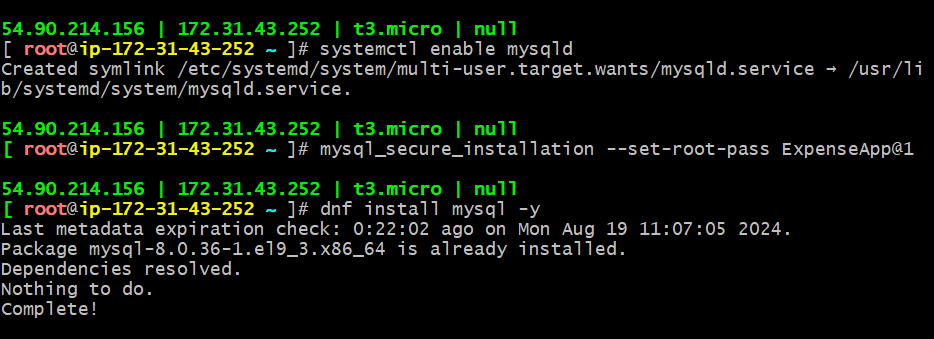 54.90.214.156 | 172.31.43.252 | t3.micro | null
[ root@ip-172-31-43-252 ~ ]# systemctl enable mysqld
Created symlink /etc/systemd/system/multi-user.target.wants/mysqld.service → /usr/li
b/systemd/system/mysqld.service.
54.90.214.156 | 172.31.43.252 | t3.micro | null
[ root@ip-172-31-43-252 ~ ]# mysql_secure_installation --set-root-pass ExpenseApp@1
54.90.214.156 | 172.31.43.252 | t3.micro | null
[ root@ip-172-31-43-252 ~ ]# dnf install mysql -y
Last metadata expiration check: 0:22:02 ago on Mon Aug 19 11:07:05 2024.
Package mysql-8.0.36-1.el9_3.x86_64 is already installed.
Dependencies resolved.
Nothing to do.
Complete!